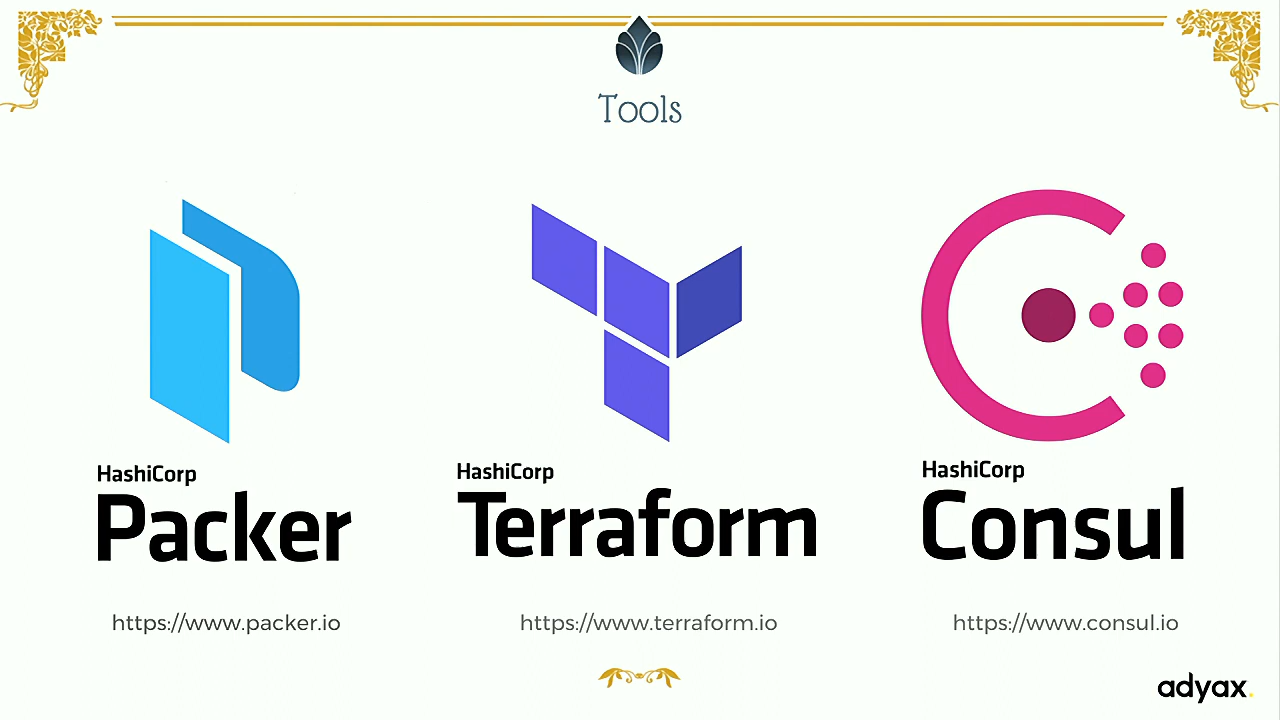 Tools
HashiCorp
Packer
https://www.packer.io
HashiCorp
Terraform
https://www.terraform.io
HashiCorp
Consul
https://www.consul.io
adyax.